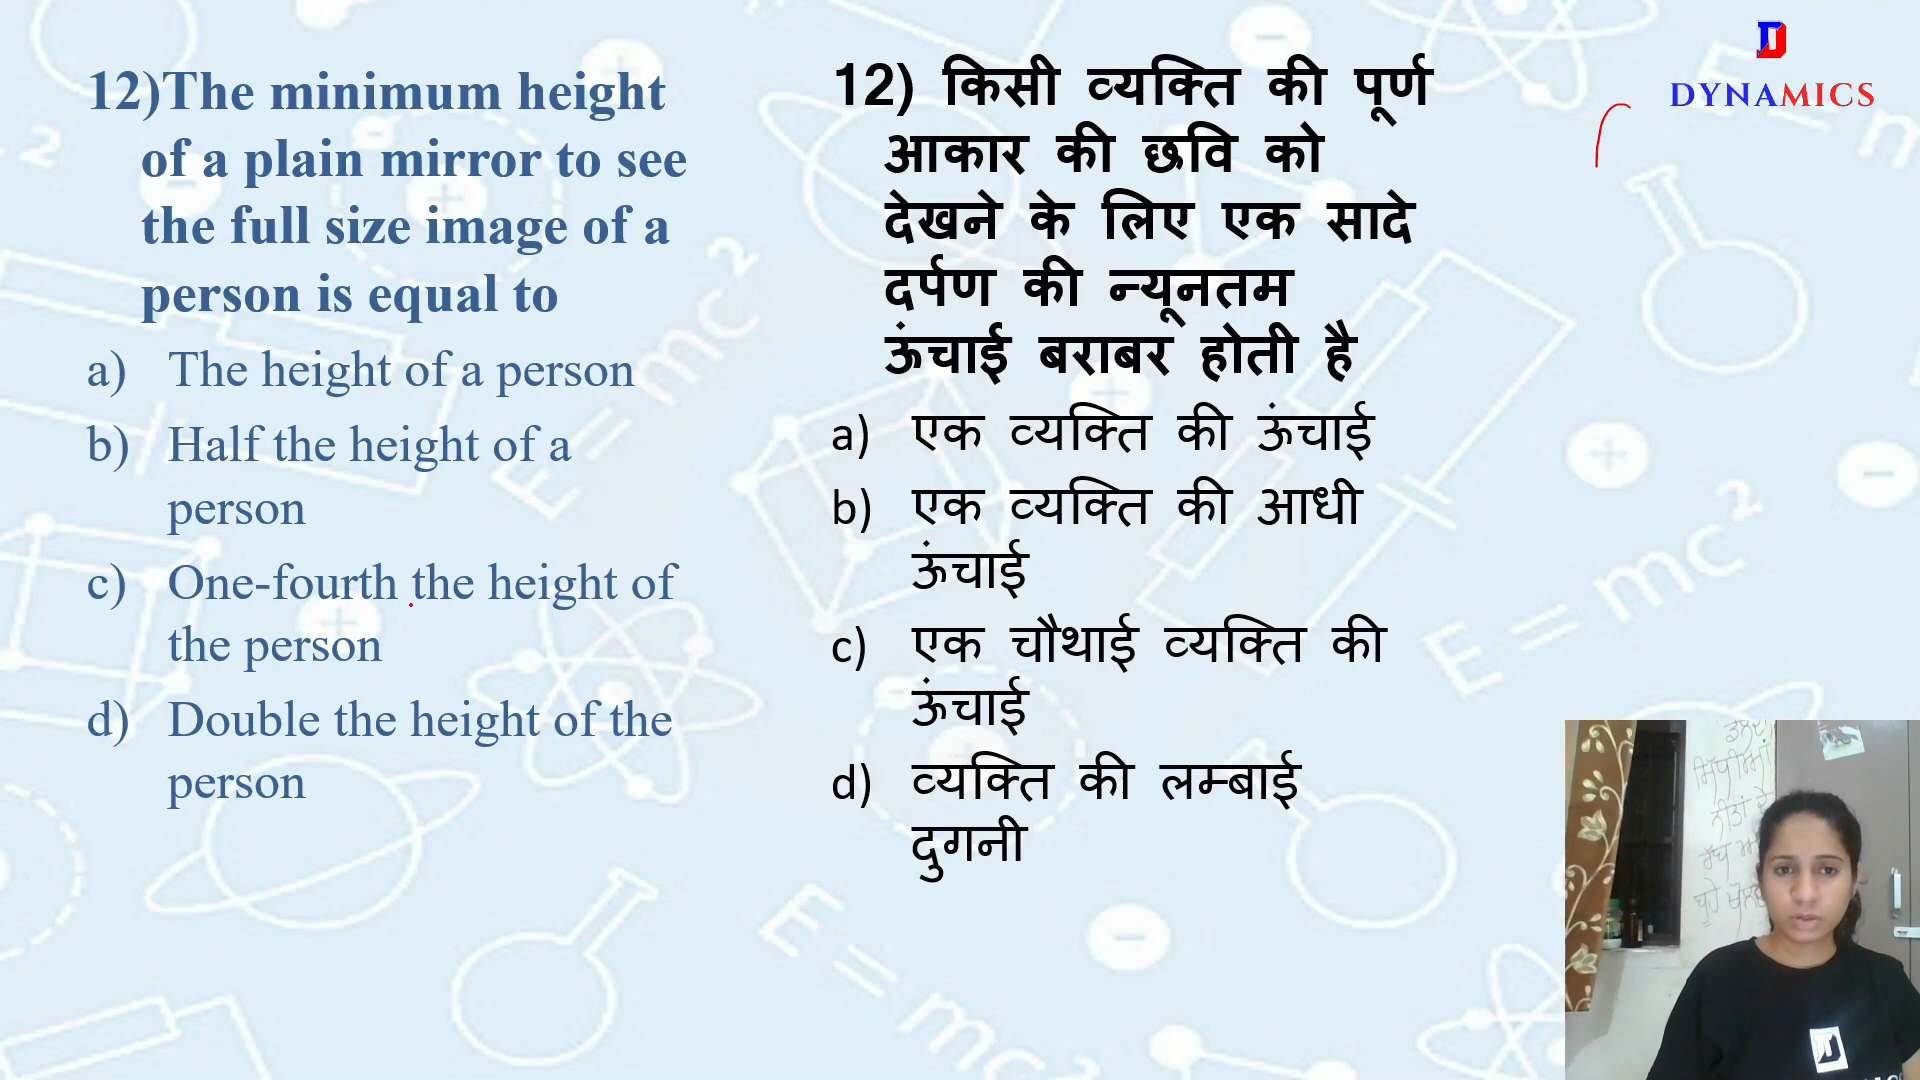 12)The minimum height
of a plain mirror to see
the full size image of a
person is equal to
a) The height of a person
b) Half the height of a
person
c) One-fourth the height of
the person
d) Double the height of the
person
12) किसी व्यक्ति की पूर्ण
आकार की छवि को
देखने के लिए एक सादे
दर्पण की न्यूनतम
ऊंचाई बराबर होती है
a) एक व्यक्ति की ऊंचाई
b) एक व्यक्ति की आधी
ऊंचाई
c) एक चौथाई व्यक्ति की
ऊंचाई
d) व्यक्ति की लम्बाई
दुगनी
DYNAMICS
E = mc²
E = mc²
E = mc